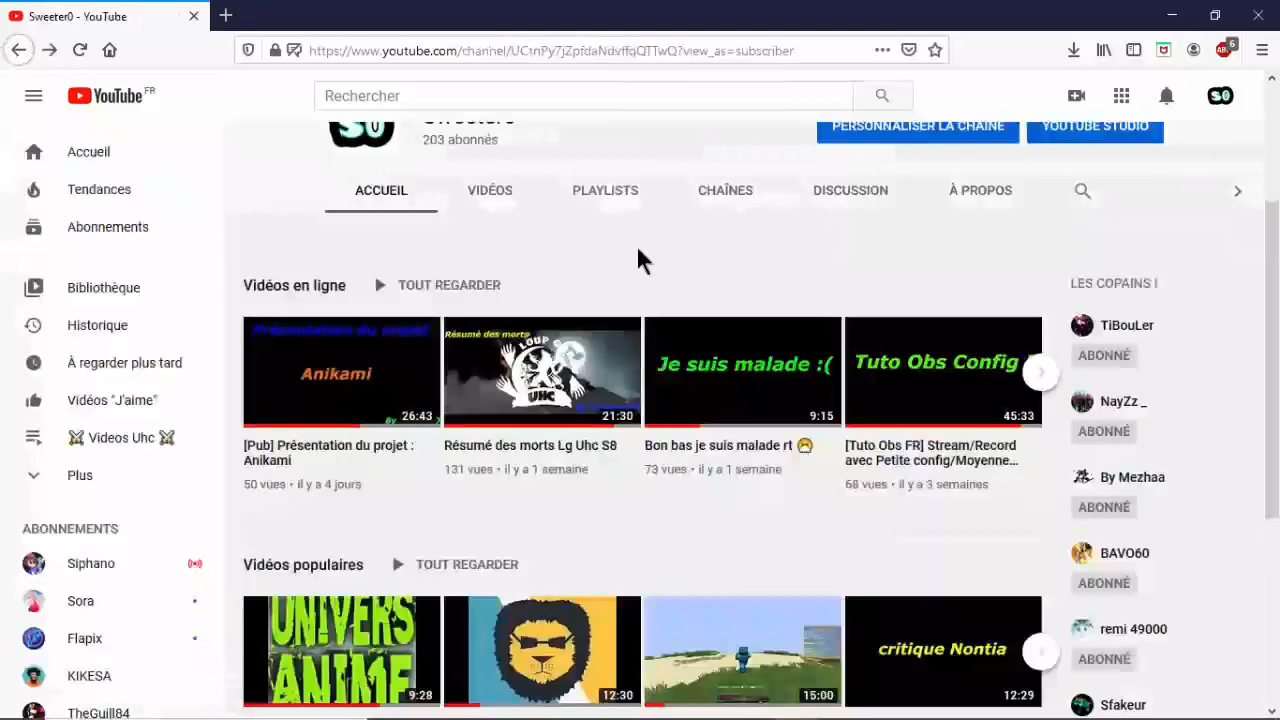 Sweeter0 - YouTube
https://www.youtube.com/channel/UCtnPy7jZpfdaNdvffqQTTwQ?view_as=subscriber
6
YouTube FR
Rechercher
S0
Accueil
Tendances
Abonnements
Bibliothèque
Historique
À regarder plus tard
Vidéos "J'aime"
Videos Uhc
Plus
ABONNEMENTS
Siphano
Sora
Flapix
KIKESA
TheGuill84
S0
Sweeter0
203 abonnés
PERSONNALISER LA CHAÎNE
YOUTUBE STUDIO
ACCUEIL
VIDÉOS
PLAYLISTS
CHAÎNES
DISCUSSION
À PROPOS
Vidéos en ligne
TOUT REGARDER
Présentation du projet
Anikami
By
26:43
[Pub] Présentation du projet :
Anikami
50 vues • il y a 4 jours
Résumé des morts
LOUP G
UHC
21:30
Résumé des morts Lg Uhc S8
131 vues • il y a 1 semaine
Je suis malade :(
9:15
Bon bas je suis malade rt
73 vues • il y a 1 semaine
Tuto Obs Config
45:33
[Tuto Obs FR] Stream/Record
avec Petite config/Moyenne...
68 vues • il y a 3 semaines
Vidéos populaires
TOUT REGARDER
UNIVERS
ANIME
9:28
12:30
15:00
critique Nontia
12:29
LES COPAINS !
TiBouLer
ABONNÉ
NayZz _
ABONNÉ
By Mezhaa
ABONNÉ
BAVO60
ABONNÉ
remi 49000
ABONNÉ
Sfakeur